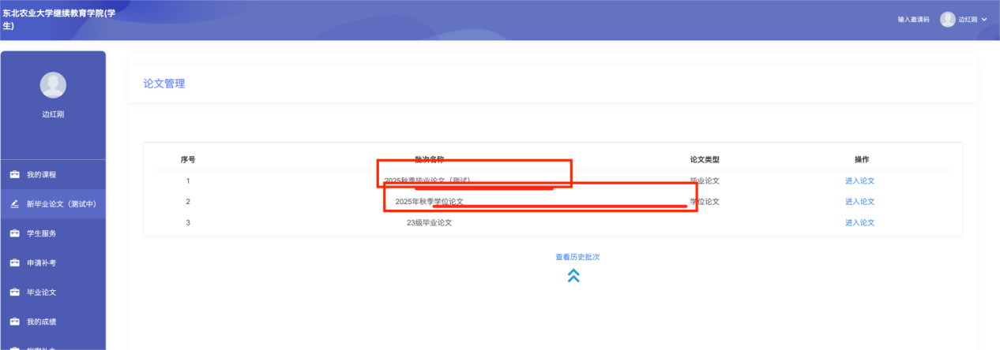 东北农业大学继续教育学院(学
生)
输入邀请码
边红刚
边红刚
我的课程
新毕业论文（测试中）
学生服务
申请补考
毕业论文
我的成绩
论文管理
序号 批次名称 论文类型 操作
1 2025秋季毕业论文（测试） 毕业论文 进入论文
2 2025年秋季学位论文 学位论文 进入论文
3 23级毕业论文 进入论文
查看历史批次